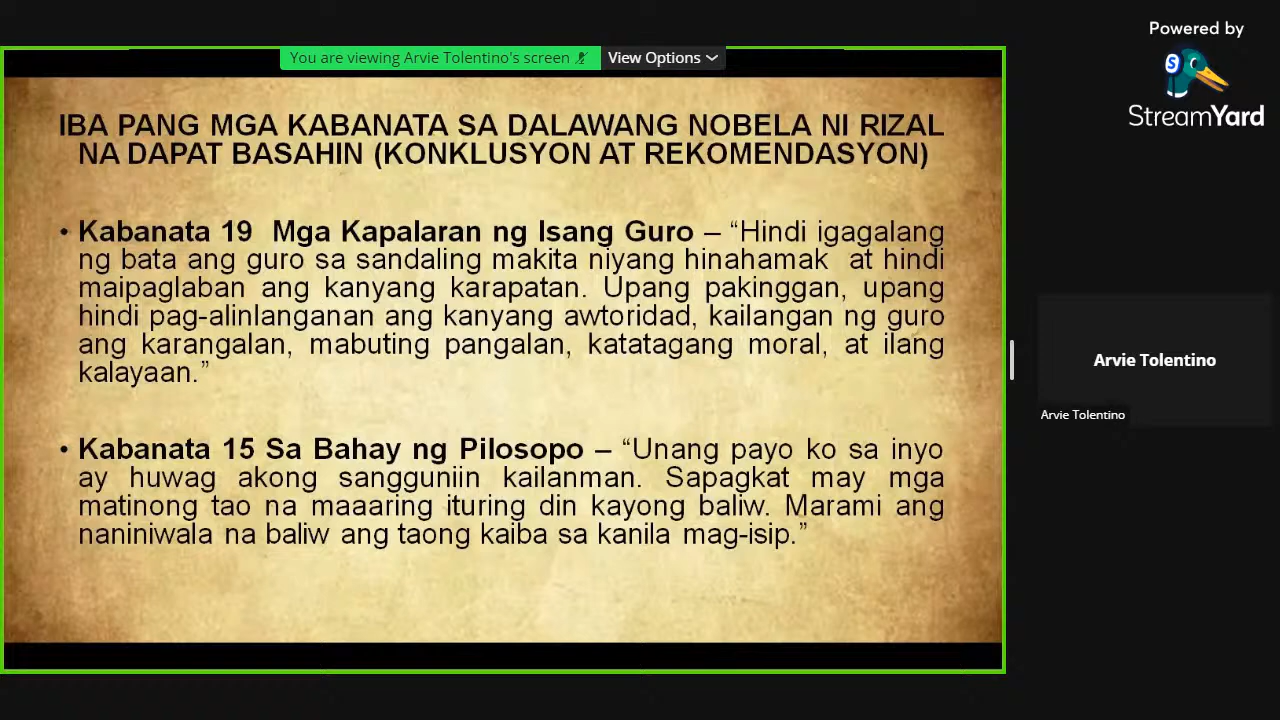 You are viewing Arvie Tolentino's screen
View Options
Powered by
StreamYard
IBA PANG MGA KABANATA SA DALAWANG NOBELA NI RIZAL
NA DAPAT BASAHIN (KONKLUSYON AT REKOMENDASYON)
• Kabanata 19 Mga Kapalaran ng Isang Guro – “Hindi igagalang
ng bata ang guro sa sandaling makita niyang hinahamak at hindi
maipaglaban ang kanyang karapatan. Upang pakinggan, upang
hindi pag-alinlanganan ang kanyang awtoridad, kailangan ng guro
ang karangalan, mabuting pangalan, katatagang moral, at ilang
kalayaan.”
• Kabanata 15 Sa Bahay ng Pilosopo – “Unang payo ko sa inyo
ay huwag akong sangguniin kailanman. Sapagkat may mga
matinong tao na maaaring ituring din kayong baliw. Marami ang
naniniwala na baliw ang taong kaiba sa kanila mag-isip.”
Arvie Tolentino
Arvie Tolentino